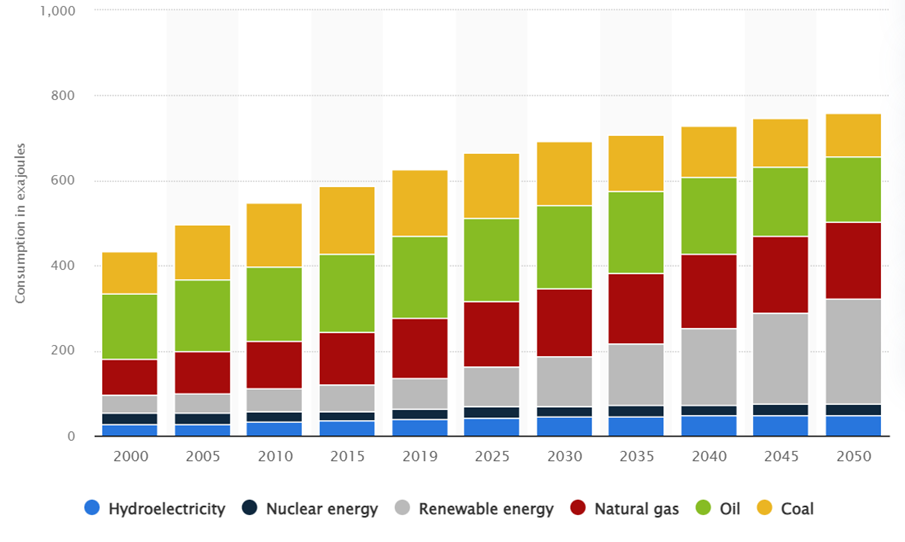 1,000
800
600
400
200
0
Consumption in exajoules
2000 2005 2010 2015 2019 2025 2030 2035 2040 2045 2050
Hydroelectricity Nuclear energy Renewable energy Natural gas Oil Coal